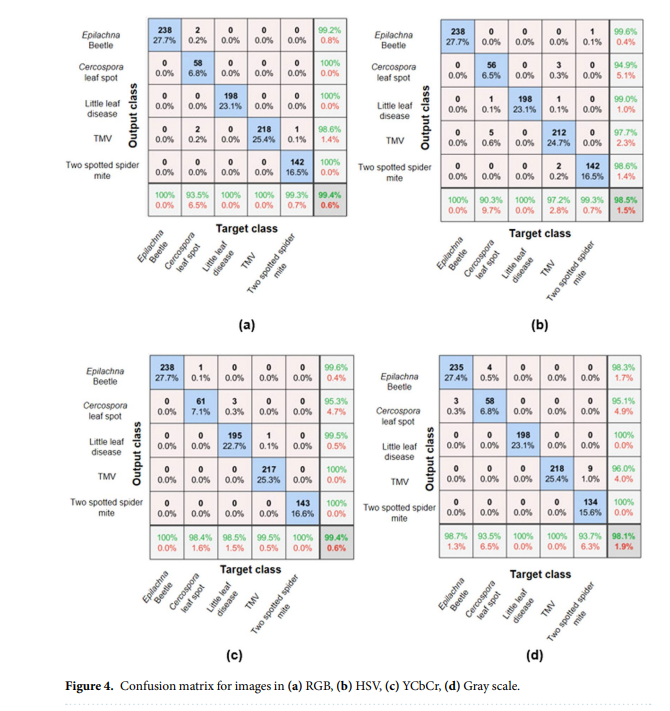 238 2 0 0 0 99.2%
Epilachna
Beetle 27.7% 0.2% 0.0% 0.0% 0.0% 0.8%
0 58 0 0 0 100%
Cercospora
leaf spot 0.0% 6.8% 0.0% 0.0% 0.0% 0.0%
0 0 198 0 0 100%
Little leaf
disease 0.0% 0.0% 23.1% 0.0% 0.0% 0.0%
0 2 0 218 1 98.6%
TMV 0.0% 0.2% 0.0% 25.4% 0.1% 1.4%
0 0 0 0 142 100%
Two spotted spider
mite 0.0% 0.0% 0.0% 0.0% 16.5% 0.0%
100% 93.5% 100% 100% 99.3% 99.4%
0.0% 6.5% 0.0% 0.0% 0.7% 0.6%
Output class
Target class
Epilachna
Beetle
Cercospora
leaf spot
Little leaf
disease
TMV
Two spotted spider
mite
(a)
238 0 0 0 1 99.6%
Epilachna
Beetle 27.7% 0.0% 0.0% 0.0% 0.1% 0.4%
0 56 0 3 0 94.9%
Cercospora
leaf spot 0.0% 6.5% 0.0% 0.3% 0.0% 5.1%
0 1 198 1 0 99.0%
Little leaf
disease 0.0% 0.1% 23.1% 0.1% 0.0% 1.0%
0 5 0 212 0 97.7%
TMV 0.0% 0.6% 0.0% 24.7% 0.0% 2.3%
0 0 0 2 142 98.6%
Two spotted spider
mite 0.0% 0.0% 0.0% 0.2% 16.5% 1.4%
100% 90.3% 100% 97.2% 99.3% 98.5%
0.0% 9.7% 0.0% 2.8% 0.7% 1.5%
Output class
Target class
Epilachna
Beetle
Cercospora
leaf spot
Little leaf
disease
TMV
Two spotted spider
mite
(b)
238 1 0 0 0 99.6%
Epilachna
Beetle 27.7% 0.1% 0.0% 0.0% 0.0% 0.4%
0 61 3 0 0 95.3%
Cercospora
leaf spot 0.0% 7.1% 0.3% 0.0% 0.0% 4.7%
0 0 195 1 0 99.5%
Little leaf
disease 0.0% 0.0% 22.7% 0.1% 0.0% 0.5%
0 0 0 217 0 100%
TMV 0.0% 0.0% 0.0% 25.3% 0.0% 0.0%
0 0 0 0 143 100%
Two spotted spider
mite 0.0% 0.0% 0.0% 0.0% 16.6% 0.0%
100% 98.4% 98.5% 99.5% 100% 99.4%
0.0% 1.6% 1.5% 0.5% 0.0% 0.6%
Output class
Target class
Epilachna
Beetle
Cercospora
leaf spot
Little leaf
disease
TMV
Two spotted spider
mite
(c)
235 4 0 0 0 98.3%
Epilachna
Beetle 27.4% 0.5% 0.0% 0.0% 0.0% 1.7%
3 58 0 0 0 95.1%
Cercospora
leaf spot 0.3% 6.8% 0.0% 0.0% 0.0% 4.9%
0 0 198 0 0 100%
Little leaf
disease 0.0% 0.0% 23.1% 0.0% 0.0% 0.0%
0 0 0 218 9 96.0%
TMV 0.0% 0.0% 0.0% 25.4% 1.0% 4.0%
0 0 0 0 134 100%
Two spotted spider
mite 0.0% 0.0% 0.0% 0.0% 15.6% 0.0%
98.7% 93.5% 100% 100% 93.7% 98.1%
1.3% 6.5% 0.0% 0.0% 6.3% 1.9%
Output class
Target class
Epilachna
Beetle
Cercospora
leaf spot
Little leaf
disease
TMV
Two spotted spider
mite
(d)
Figure 4. Confusion matrix for images in (a) RGB, (b) HSV, (c) YCbCr, (d) Gray scale.